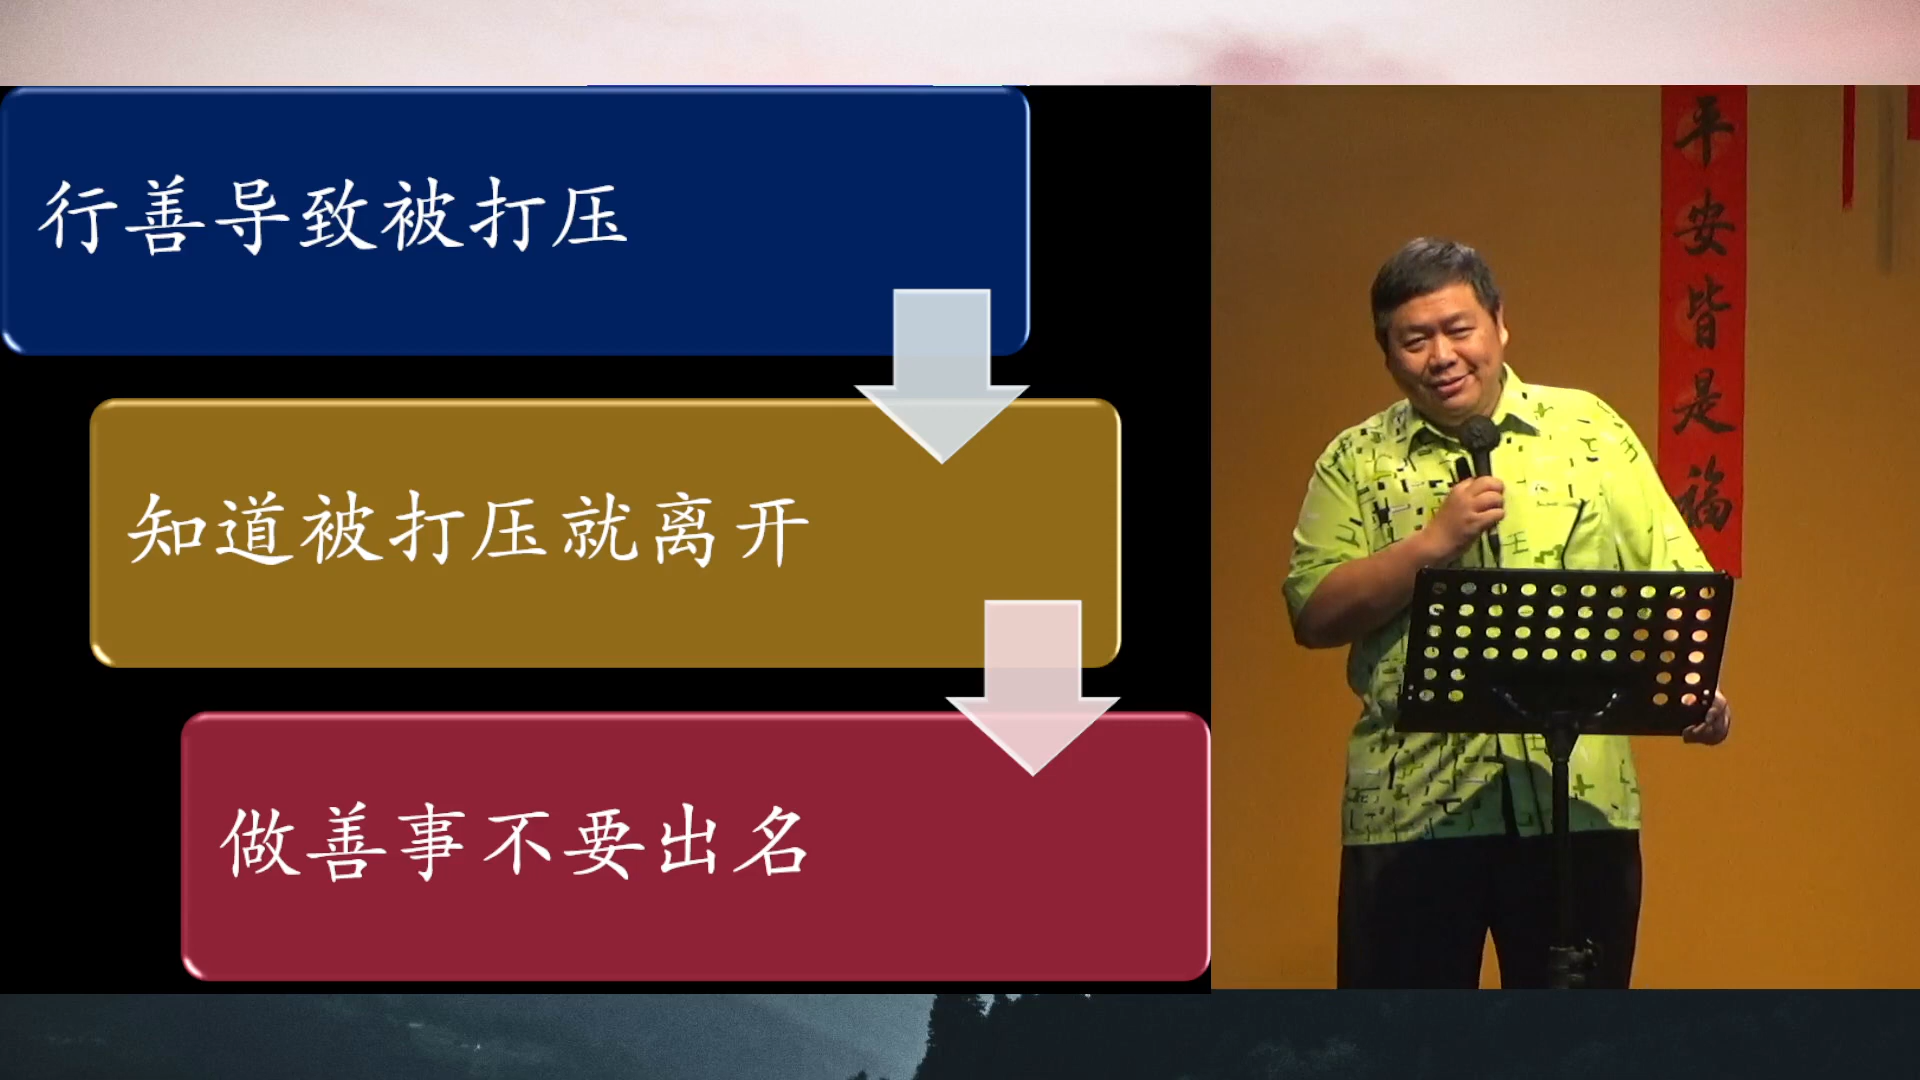 行善导致被打压
知道被打压就离开
做善事不要出名
平安皆是福